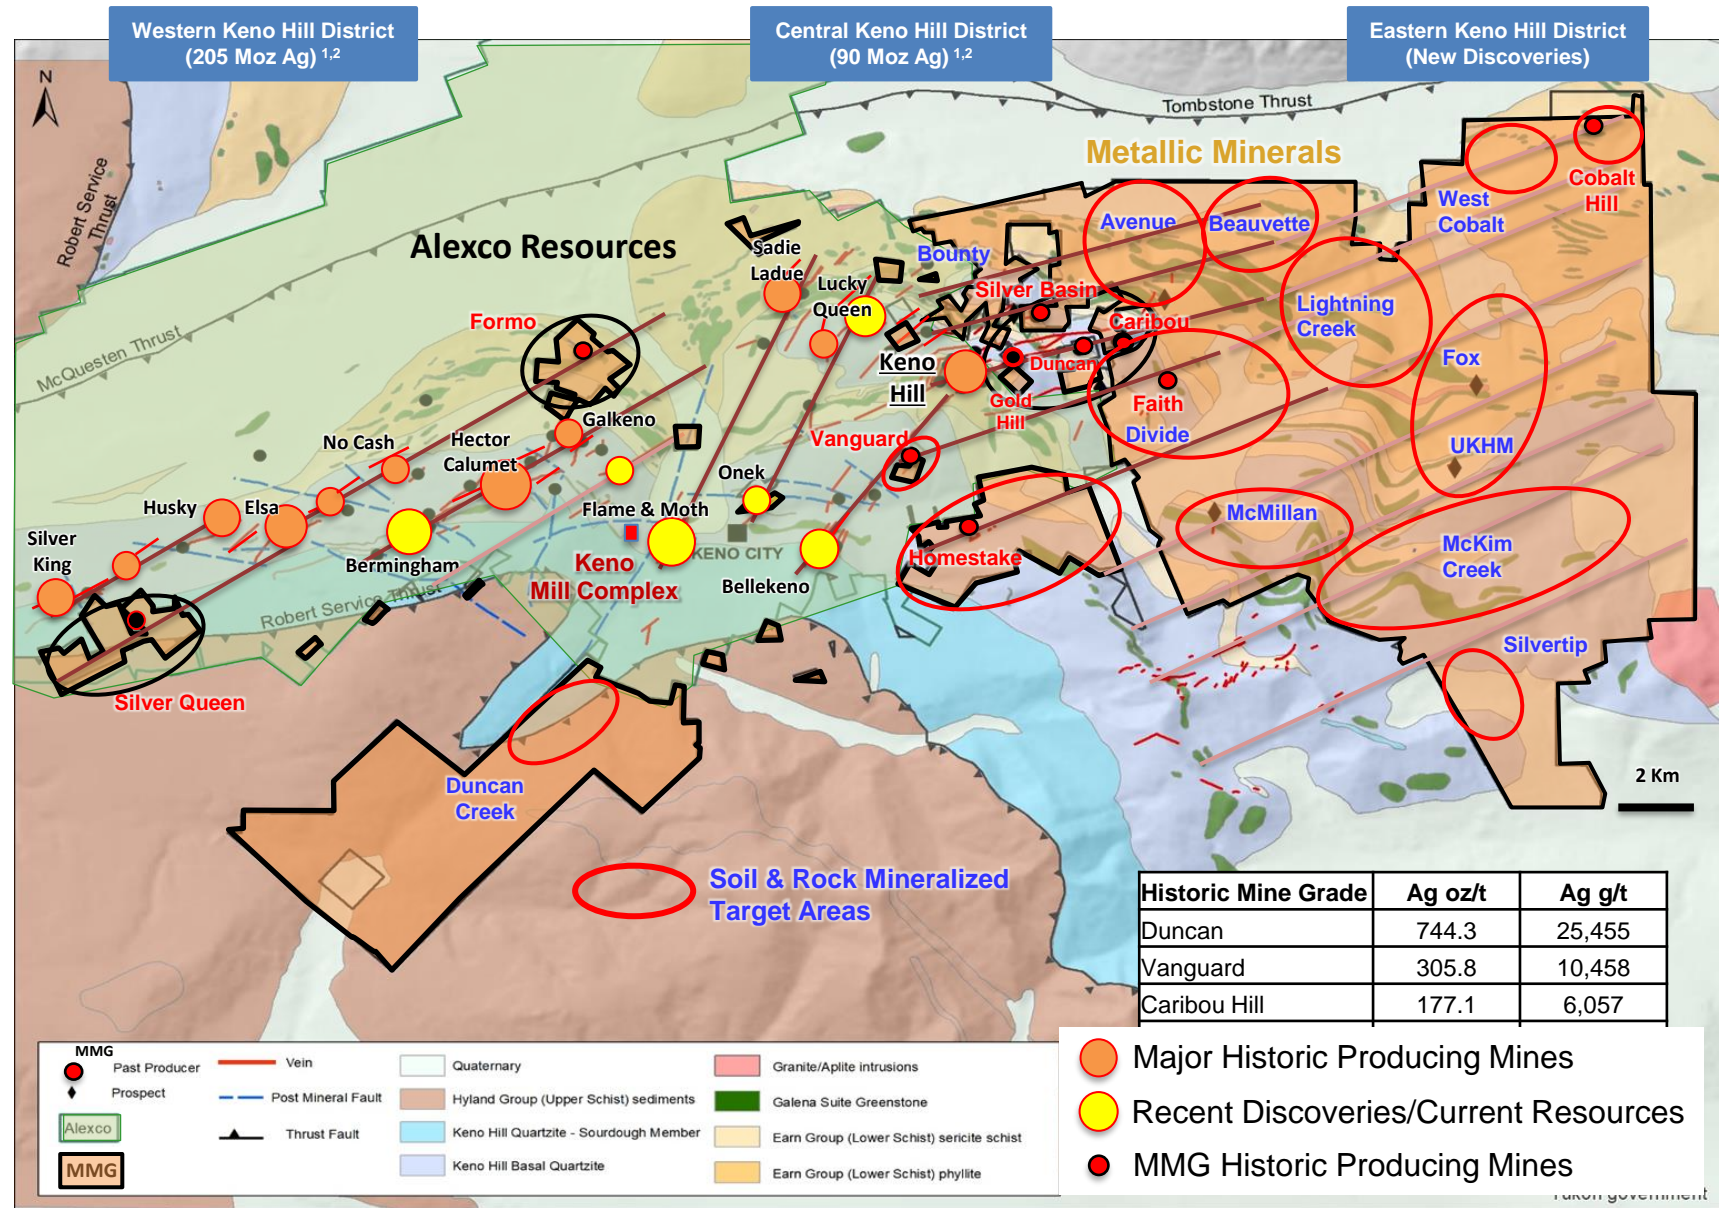 Western Keno Hill District
(205 Moz Ag) 1,2
Central Keno Hill District
(90 Moz Ag) 1,2
Eastern Keno Hill District
(New Discoveries)
N
Robert Service
Thrust
Tombstone Thrust
Metallic Minerals
Alexco Resources
McQuesten Thrust
Cobalt
Hill
West
Cobalt
Avenue
Beauvette
Bounty
Sadie
Ladue
Lucky
Queen
Silver Basin
Caribou
Lightning
Creek
Formo
Keno
Hill
Duncan
Gold
Hill
Faith
Divide
Fox
UKHM
Galkeno
No Cash
Hector
Calumet
Vanguard
Onek
Husky
Elsa
Flame & Moth
McMillan
Silver
King
Bermingham
KENO CITY
Keno
Mill Complex
Bellekeno
Homestake
McKim
Creek
Robert Service Thrust
Silvertip
Silver Queen
Duncan
Creek
2 Km
Soil & Rock Mineralized
Target Areas
Historic Mine Grade Ag oz/t Ag g/t
Duncan 744.3 25,455
Vanguard 305.8 10,458
Caribou Hill 177.1 6,057
MMG
Past Producer
Prospect
Alexco
MMG
Vein
Post Mineral Fault
Thrust Fault
Quaternary
Hyland Group (Upper Schist) sediments
Keno Hill Quartzite - Sourdough Member
Keno Hill Basal Quartzite
Granite/Aplite intrusions
Galena Suite Greenstone
Earn Group (Lower Schist) sericite schist
Earn Group (Lower Schist) phyllite
Major Historic Producing Mines
Recent Discoveries/Current Resources
MMG Historic Producing Mines
Yukon government